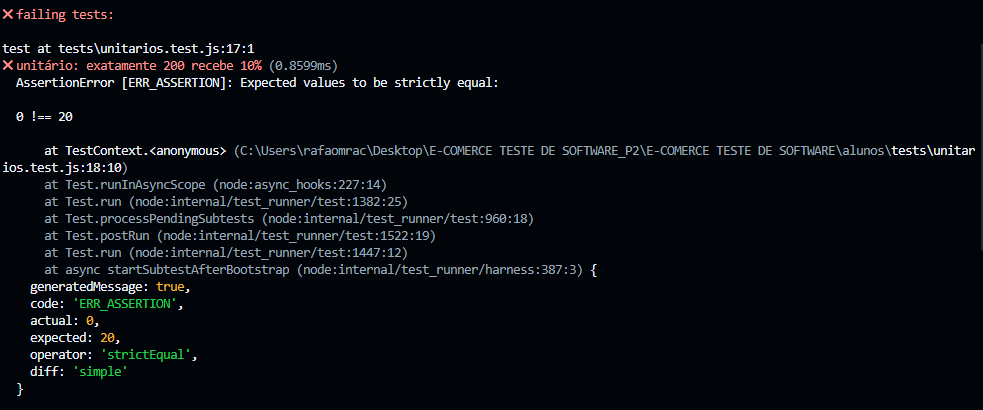 ❌ failing tests:
test at tests\unitarios.test.js:17:1
❌ unitário: exatamente 200 recebe 10% (0.8599ms)
AssertionError [ERR_ASSERTION]: Expected values to be strictly equal:
0 !== 20
at TestContext.<anonymous> (C:\Users\rafaomrac\Desktop\E-COMERCE TESTE DE SOFTWARE_P2\E-COMERCE TESTE DE SOFTWARE\alunos\tests\unitar
ios.test.js:18:10)
at Test.runInAsyncScope (node:async_hooks:227:14)
at Test.run (node:internal/test_runner/test:1382:25)
at Test.processPendingSubtests (node:internal/test_runner/test:960:18)
at Test.postRun (node:internal/test_runner/test:1522:19)
at Test.run (node:internal/test_runner/test:1447:12)
at async startSubtestAfterBootstrap (node:internal/test_runner/harness:387:3) {
generatedMessage: true,
code: 'ERR_ASSERTION',
actual: 0,
expected: 20,
operator: 'strictEqual',
diff: 'simple'
}